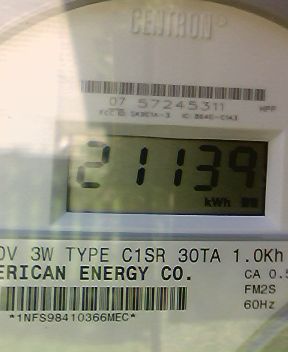 CENTRON
07 57245311
HPP
21139
kWh
0V 3W TYPE C1SR 30TA 1.0Kh
ERICAN ENERGY CO.
CA 0.5
FM2S
60Hz
*1NFS98410366MEC*